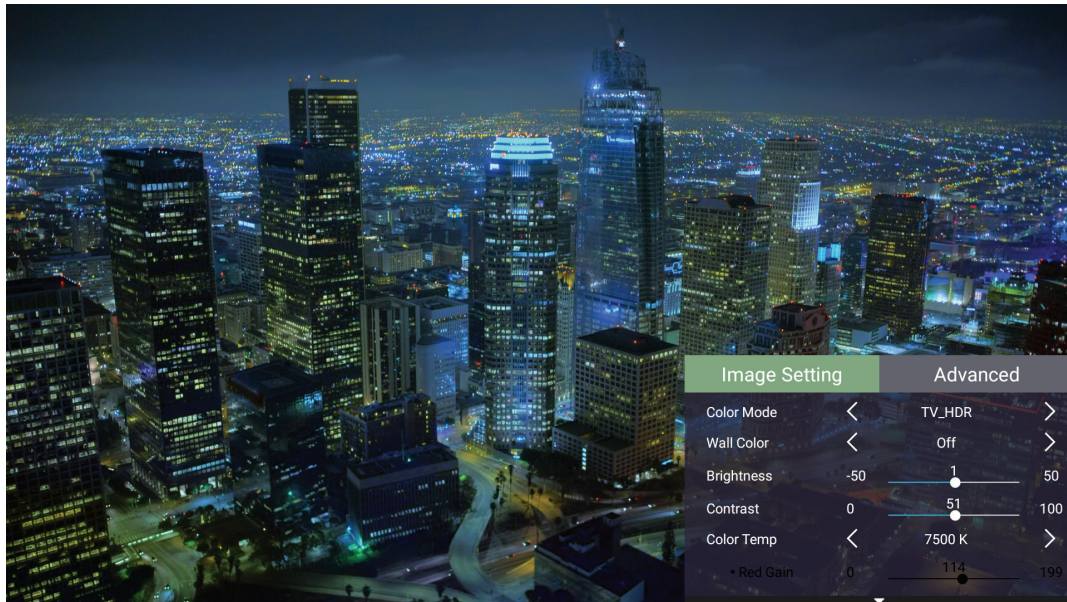 Image Setting Advanced
Color Mode TV_HDR
Wall Color Off
Brightness -50 1 50
Contrast 0 51 100
Color Temp 7500 K
• Red Gain 0 114 199